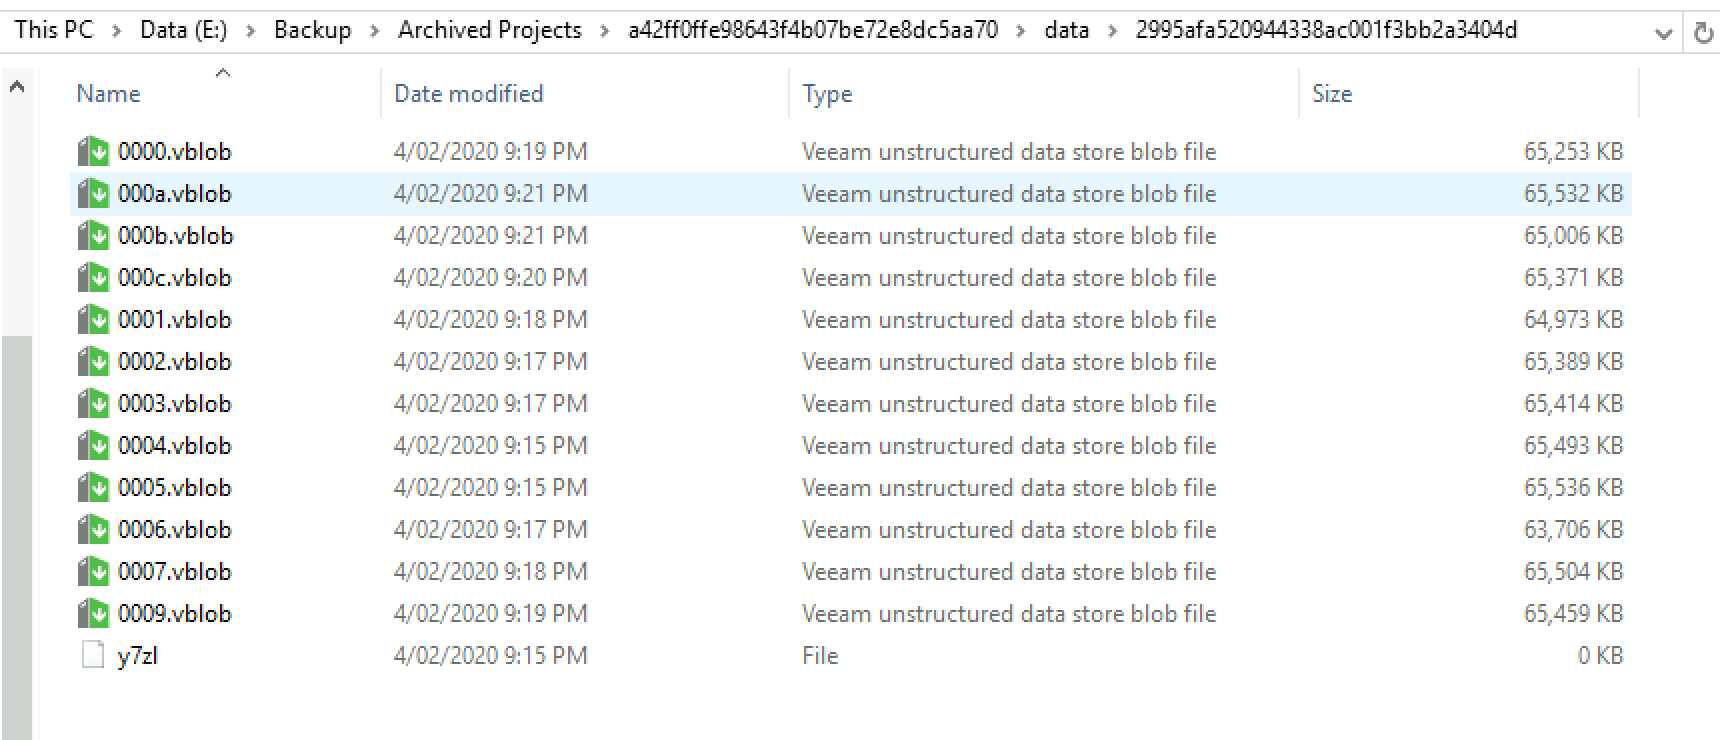 This PC > Data (E:) > Backup > Archived Projects > a42ff0ffe98643f4b07be72e8dc5aa70 > data > 2995afa520944338ac001f3bb2a3404d
Name Date modified Type Size
0000.vblob 4/02/2020 9:19 PM Veeam unstructured data store blob file 65,253 KB
000a.vblob 4/02/2020 9:21 PM Veeam unstructured data store blob file 65,532 KB
000b.vblob 4/02/2020 9:21 PM Veeam unstructured data store blob file 65,006 KB
000c.vblob 4/02/2020 9:20 PM Veeam unstructured data store blob file 65,371 KB
0001.vblob 4/02/2020 9:18 PM Veeam unstructured data store blob file 64,973 KB
0002.vblob 4/02/2020 9:17 PM Veeam unstructured data store blob file 65,389 KB
0003.vblob 4/02/2020 9:17 PM Veeam unstructured data store blob file 65,414 KB
0004.vblob 4/02/2020 9:15 PM Veeam unstructured data store blob file 65,493 KB
0005.vblob 4/02/2020 9:15 PM Veeam unstructured data store blob file 65,536 KB
0006.vblob 4/02/2020 9:17 PM Veeam unstructured data store blob file 63,706 KB
0007.vblob 4/02/2020 9:18 PM Veeam unstructured data store blob file 65,504 KB
0009.vblob 4/02/2020 9:19 PM Veeam unstructured data store blob file 65,459 KB
y7zl 4/02/2020 9:15 PM File 0 KB